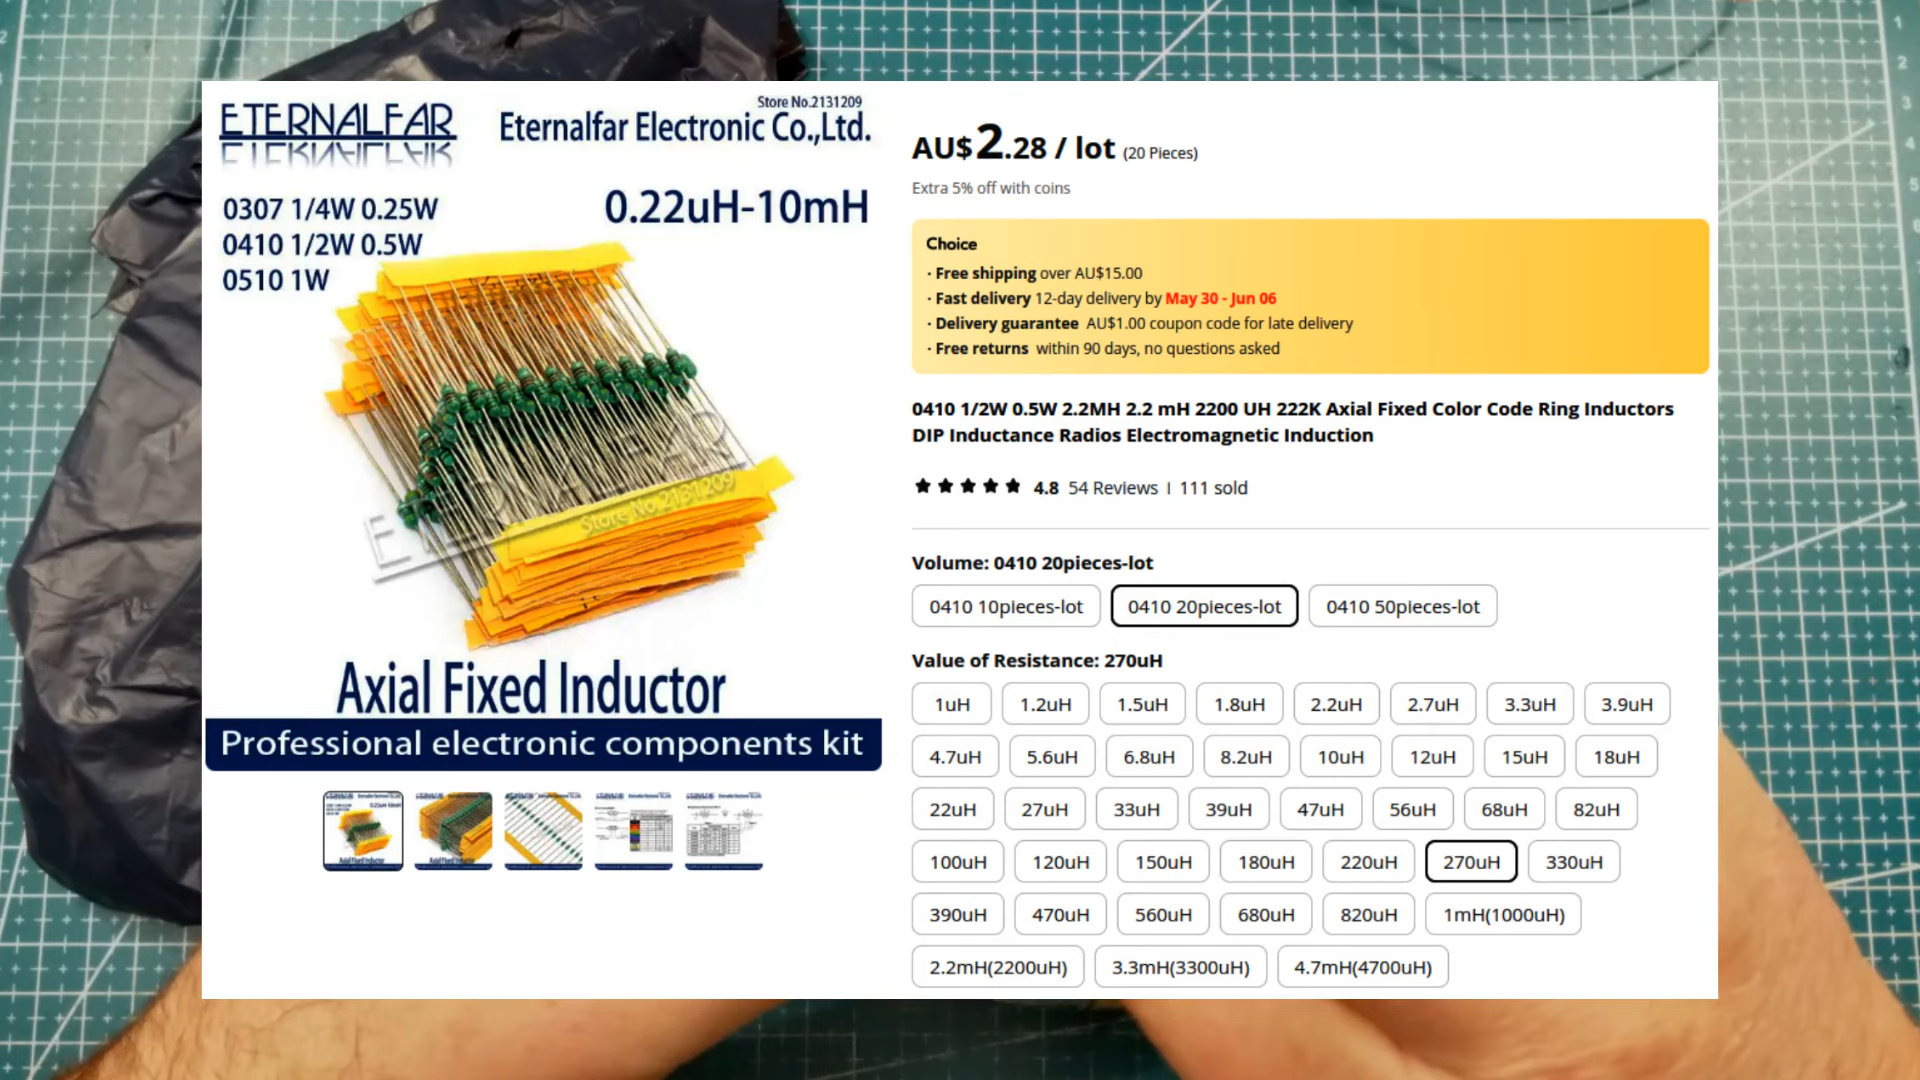 ETERNALFAR
Store No.2131209
Eternalfar Electronic Co.,Ltd.
0307 1/4W 0.25W
0410 1/2W 0.5W
0510 1W
0.22uH-10mH
Store No.2131209
Axial Fixed Inductor
Professional electronic components kit
AU$2.28 / lot (20 Pieces)
Extra 5% off with coins
Choice
· Free shipping over AU$15.00
· Fast delivery 12-day delivery by May 30 - Jun 06
· Delivery guarantee AU$1.00 coupon code for late delivery
· Free returns within 90 days, no questions asked
0410 1/2W 0.5W 2.2MH 2.2 mH 2200 UH 222K Axial Fixed Color Code Ring Inductors
DIP Inductance Radios Electromagnetic Induction
4.8 54 Reviews | 111 sold
Volume: 0410 20pieces-lot
0410 10pieces-lot 0410 20pieces-lot 0410 50pieces-lot
Value of Resistance: 270uH
1uH 1.2uH 1.5uH 1.8uH 2.2uH 2.7uH 3.3uH 3.9uH
4.7uH 5.6uH 6.8uH 8.2uH 10uH 12uH 15uH 18uH
22uH 27uH 33uH 39uH 47uH 56uH 68uH 82uH
100uH 120uH 150uH 180uH 220uH 270uH 330uH
390uH 470uH 560uH 680uH 820uH 1mH(1000uH)
2.2mH(2200uH) 3.3mH(3300uH) 4.7mH(4700uH)